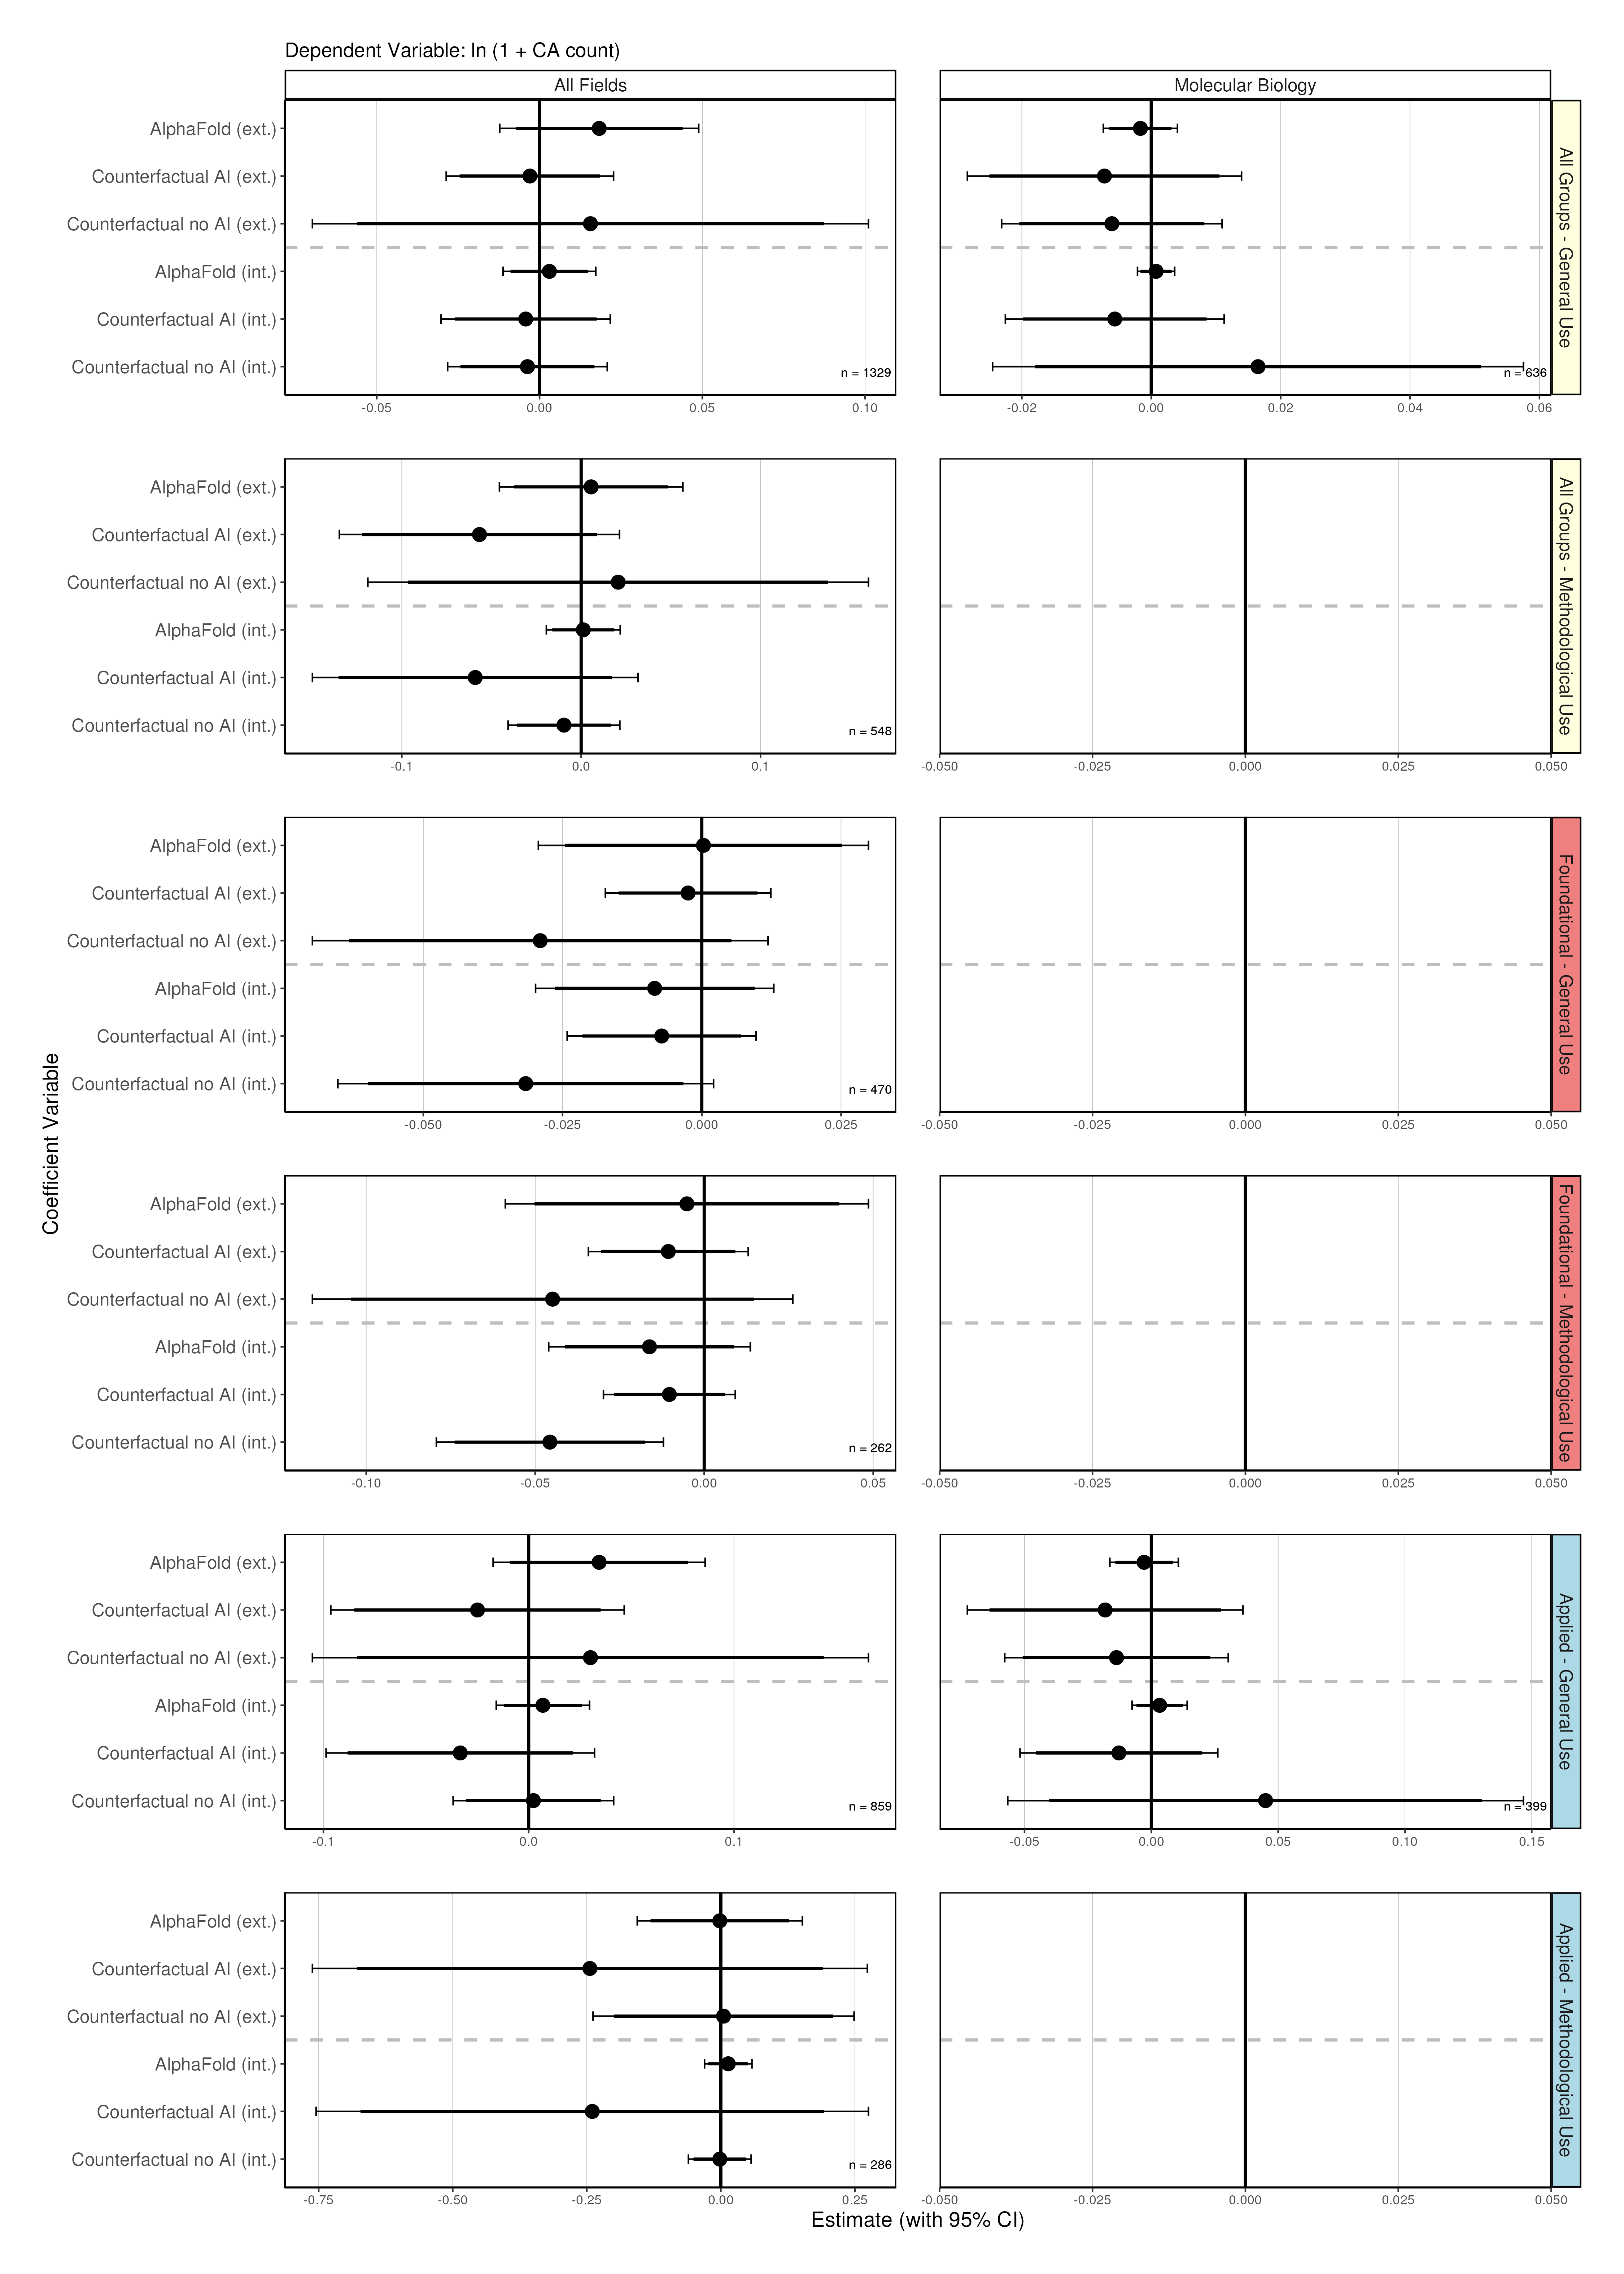 Dependent Variable: ln (1 + CA count)
All Fields
Molecular Biology
AlphaFold (ext.)
Counterfactual AI (ext.)
Counterfactual no AI (ext.)
AlphaFold (int.)
Counterfactual AI (int.)
Counterfactual no AI (int.)
n = 1329
n = 636
All Groups - General Use
-0.05 0.00 0.05 0.10
-0.02 0.00 0.02 0.04 0.06
AlphaFold (ext.)
Counterfactual AI (ext.)
Counterfactual no AI (ext.)
AlphaFold (int.)
Counterfactual AI (int.)
Counterfactual no AI (int.)
n = 548
All Groups - Methodological Use
-0.1 0.0 0.1
-0.050 -0.025 0.000 0.025 0.050
AlphaFold (ext.)
Counterfactual AI (ext.)
Counterfactual no AI (ext.)
AlphaFold (int.)
Counterfactual AI (int.)
Counterfactual no AI (int.)
n = 470
Foundational - General Use
-0.050 -0.025 0.000 0.025
-0.050 -0.025 0.000 0.025 0.050
Coefficient Variable
AlphaFold (ext.)
Counterfactual AI (ext.)
Counterfactual no AI (ext.)
AlphaFold (int.)
Counterfactual AI (int.)
Counterfactual no AI (int.)
n = 262
Foundational - Methodological Use
-0.10 -0.05 0.00 0.05
-0.050 -0.025 0.000 0.025 0.050
AlphaFold (ext.)
Counterfactual AI (ext.)
Counterfactual no AI (ext.)
AlphaFold (int.)
Counterfactual AI (int.)
Counterfactual no AI (int.)
n = 859
n = 399
Applied - General Use
-0.1 0.0 0.1
-0.05 0.00 0.05 0.10 0.15
AlphaFold (ext.)
Counterfactual AI (ext.)
Counterfactual no AI (ext.)
AlphaFold (int.)
Counterfactual AI (int.)
Counterfactual no AI (int.)
n = 286
Applied - Methodological Use
-0.75 -0.50 -0.25 0.00 0.25
-0.050 -0.025 0.000 0.025 0.050
Estimate (with 95% CI)